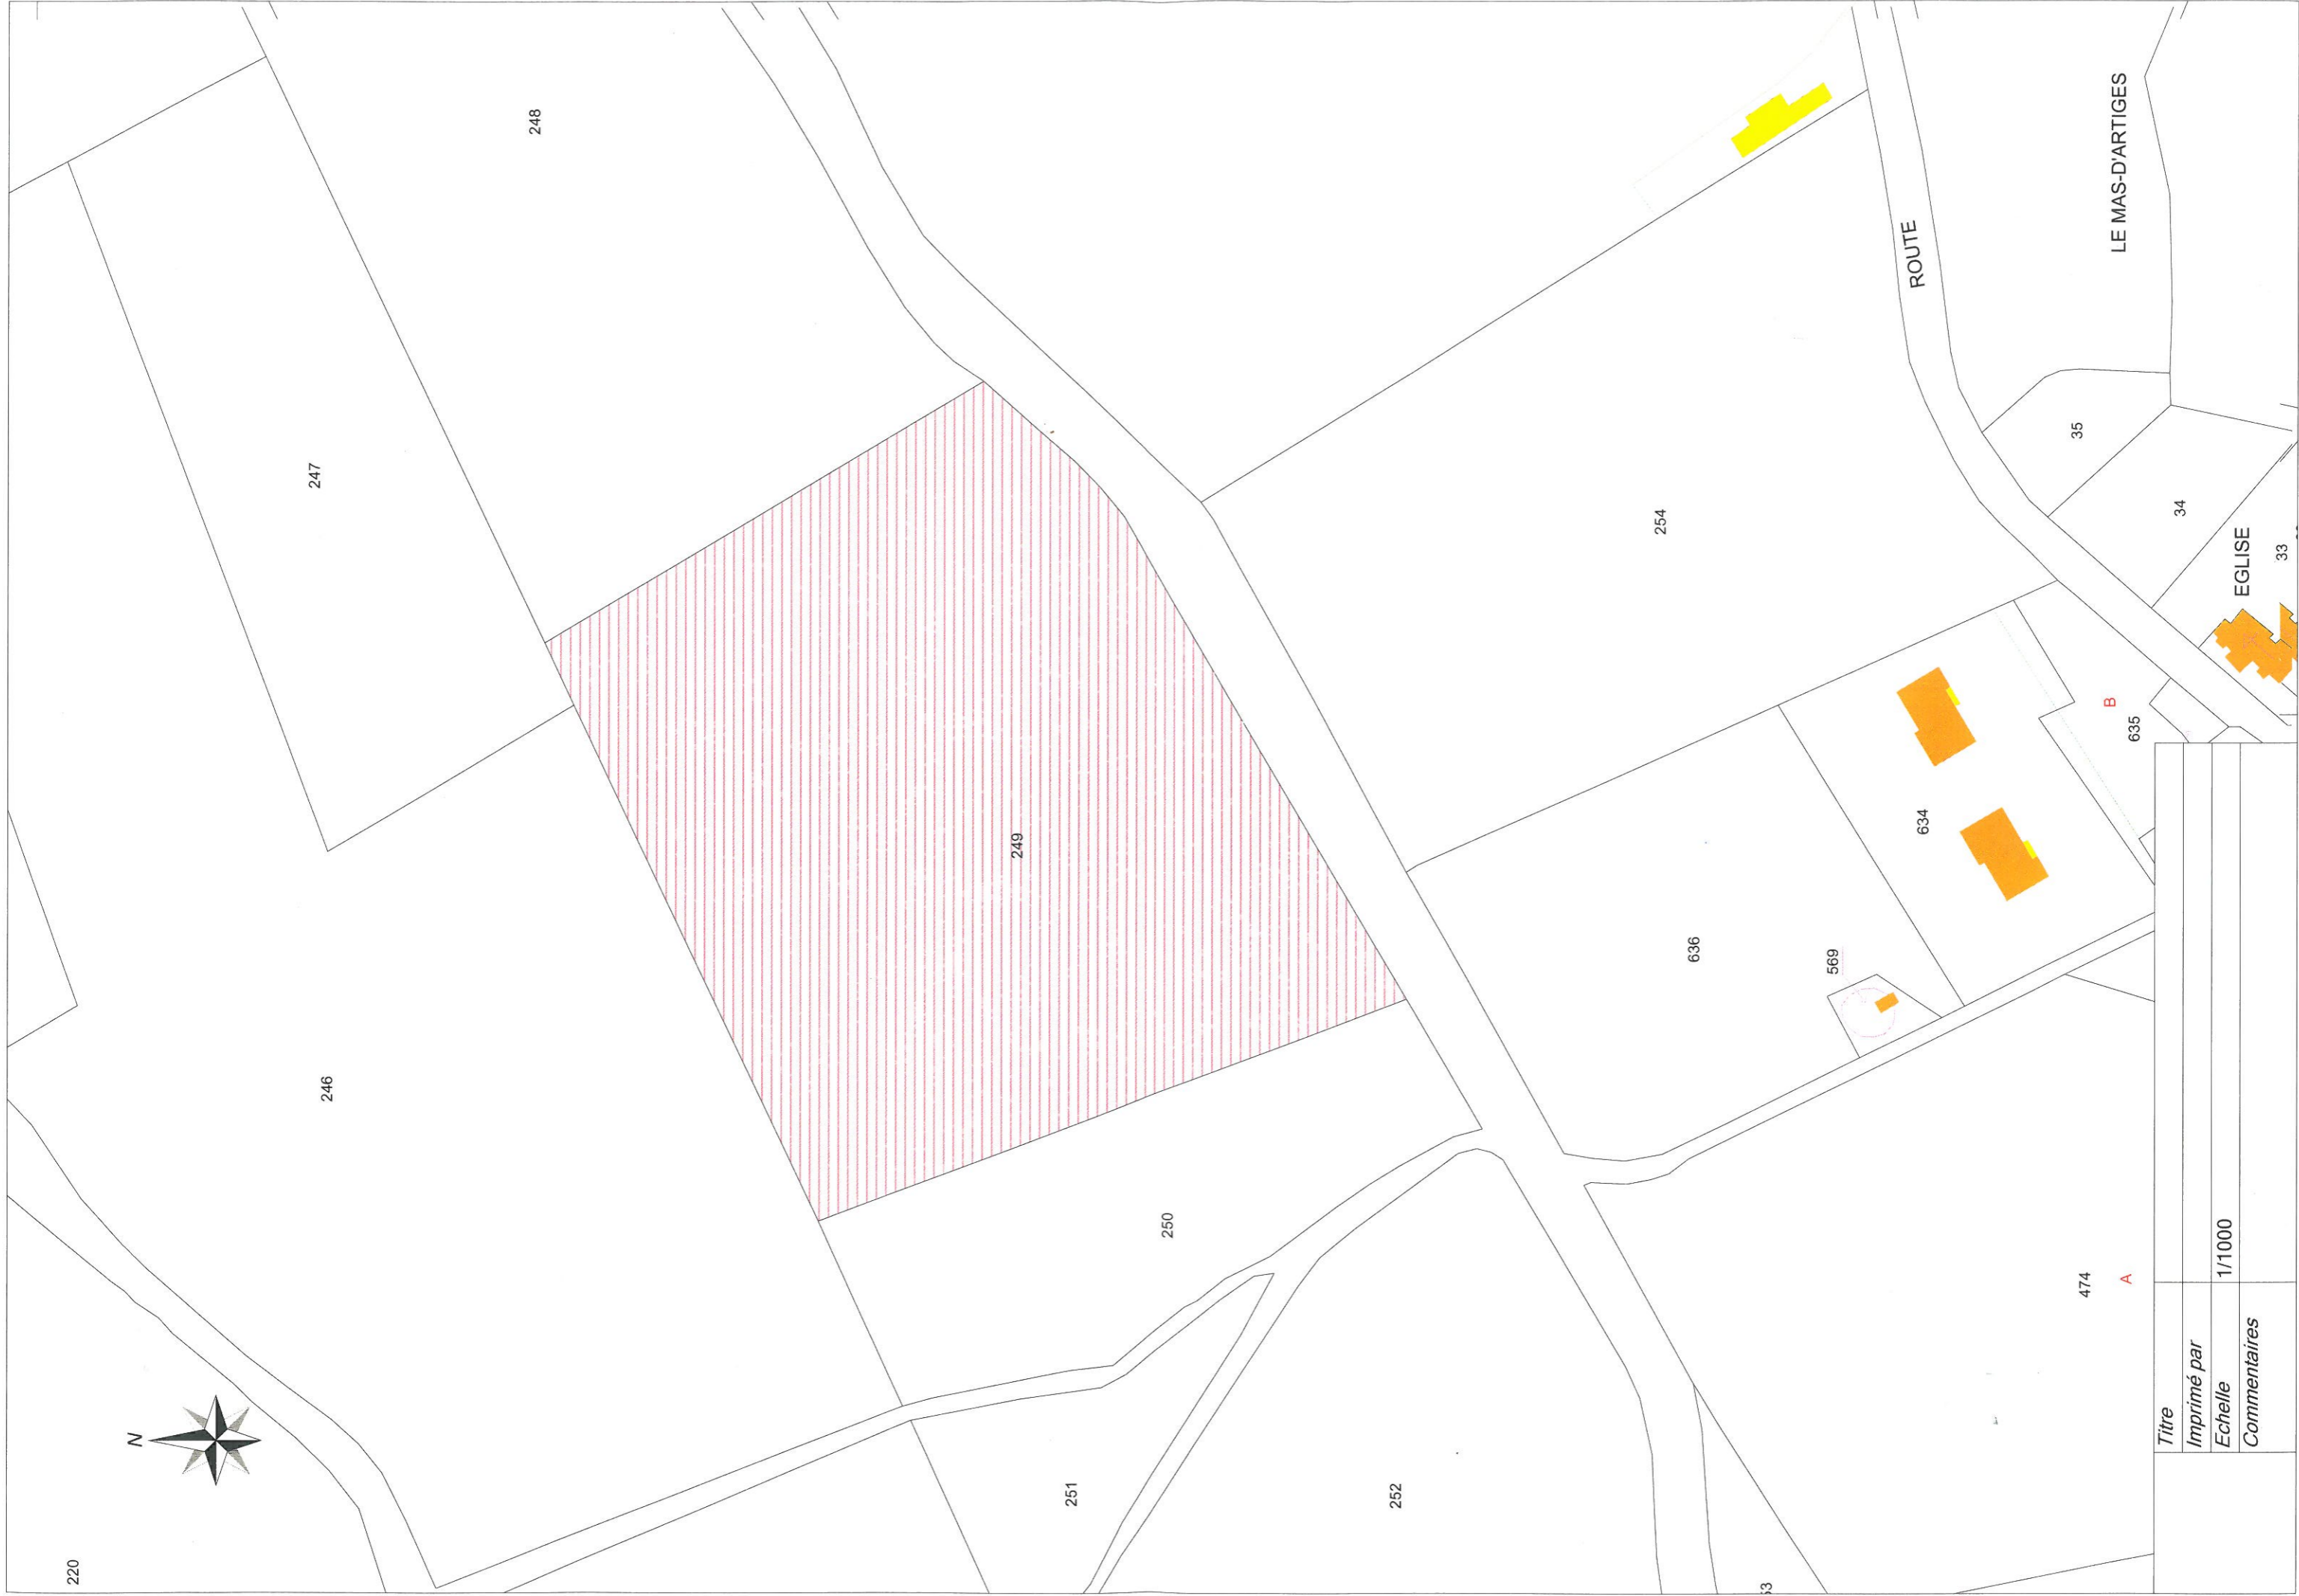 220
N
247
246
248
249
251
250
252
254
636
569
ROUTE
634
35
474
B
LE MAS-D'ARTIGES
A
635
34
EGLISE
33
Titre
Imprimé par
Echelle 1/1000
Commentaires